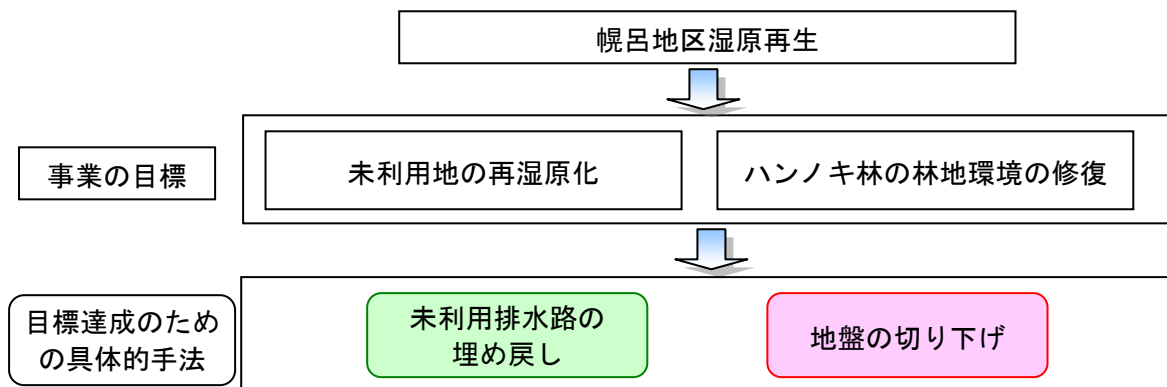 幌呂地区湿原再生
事業の目標
未利用地の再湿原化
ハンノキ林の林地環境の修復
目標達成のため
の具体的手法
未利用排水路の
埋め戻し
地盤の切り下げ